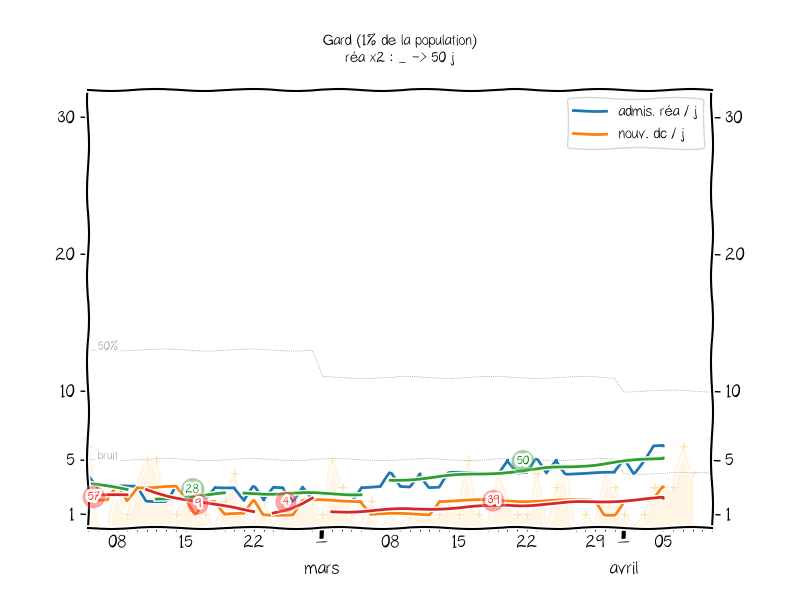 Gard (1% de la population)
réa x2 : _ -> 50 j
admis. réa / j
nouv. dc / j
30
30
20
20
50%
10
10
bruit
5
5
50
28
57
39
1
1
08 15 22 08 15 22 29 05
mars avril